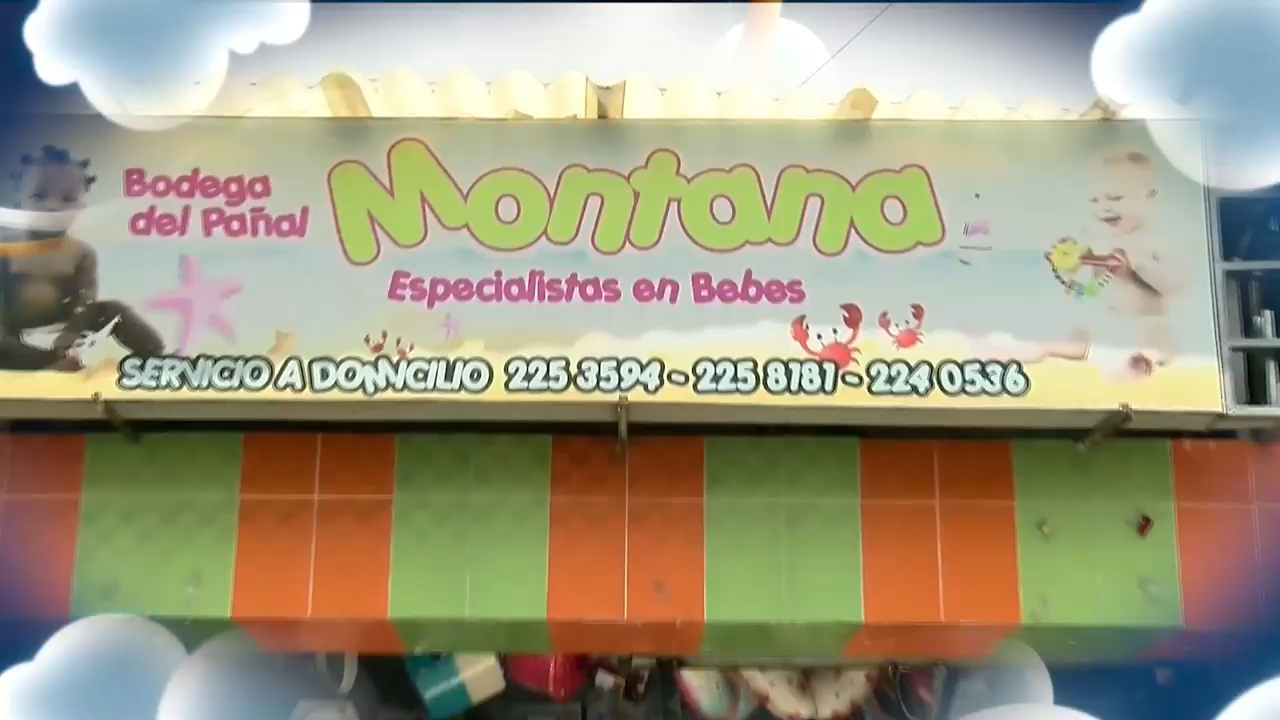 Bodega
del Pañal
Montana
Especialistas en Bebes
SERVICIO A DOMICILIO 225 3594 - 225 8181 - 224 0536